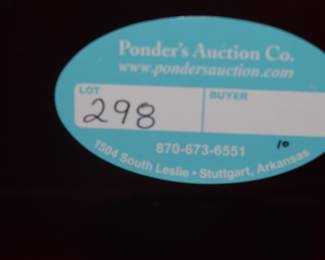 Ponder's Auction Co.
www.pondersauction.com
LOT
BUYER
298
870-673-6551
10
1504 South Leslie • Stuttgart, Arkansas